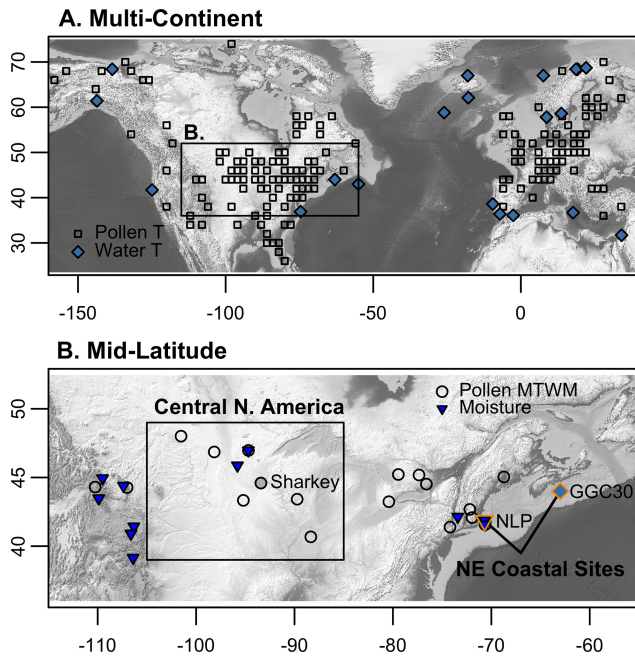 A. Multi-Continent
70
60
50
40
30
B.
Pollen T
Water T
-150
-100
-50
0
B. Mid-Latitude
50
45
40
Pollen MTWM
Moisture
Central N. America
Sharkey
GGC30
NLP
NE Coastal Sites
-110
-100
-90
-80
-70
-60